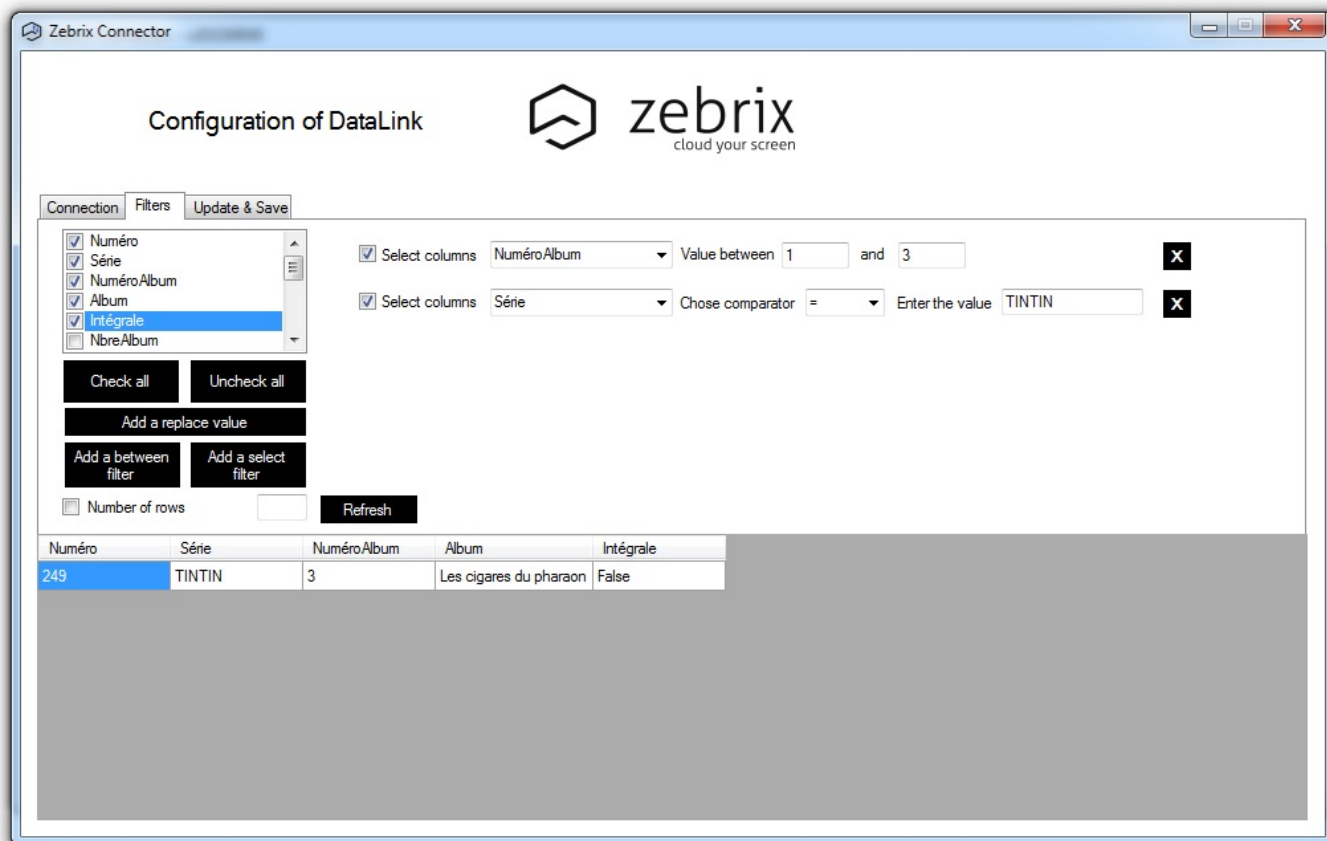 Zebrix Connector
Configuration of DataLink
zebrix
cloud your screen
Connection Filters Update & Save
Numéro
Série
NuméroAlbum
Album
Intégrale
NbreAlbum
Select columns NuméroAlbum Value between 1 and 3 X
Select columns Série Chose comparator = Enter the value TINTIN X
Check all Uncheck all
Add a replace value
Add a between filter Add a select filter
Number of rows Refresh
Numéro Série NuméroAlbum Album Intégrale
249 TINTIN 3 Les cigares du pharaon False